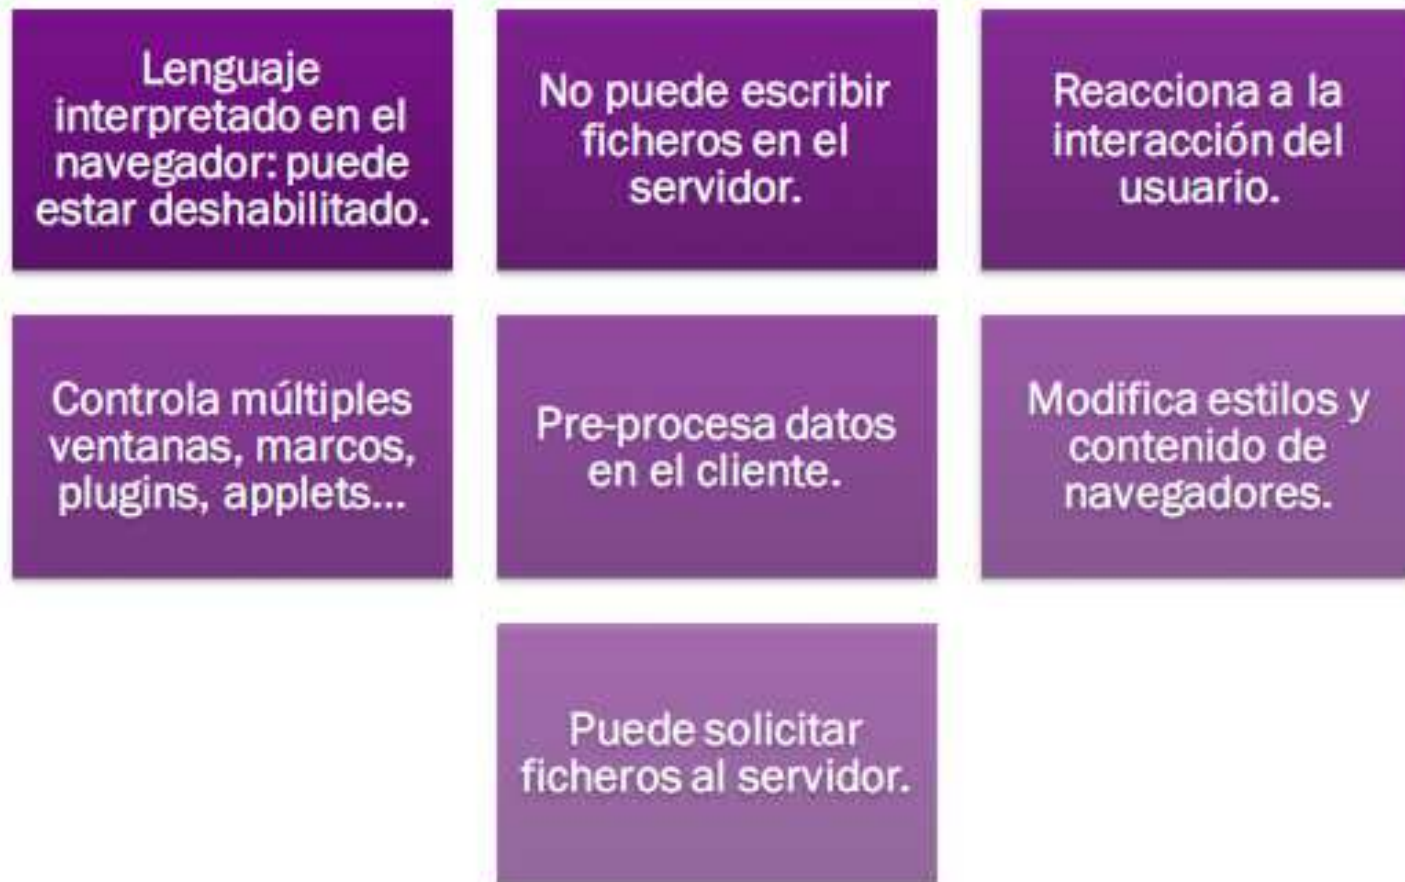 Lenguaje
interpretado en el
navegador: puede
estar deshabilitado.
No puede escribir
ficheros en el
servidor.
Reacciona a la
interacción del
usuario.
Controla múltiples
ventanas, marcos,
plugins, applets...
Pre-procesa datos
en el cliente.
Modifica estilos y
contenido de
navegadores.
Puede solicitar
ficheros al servidor.